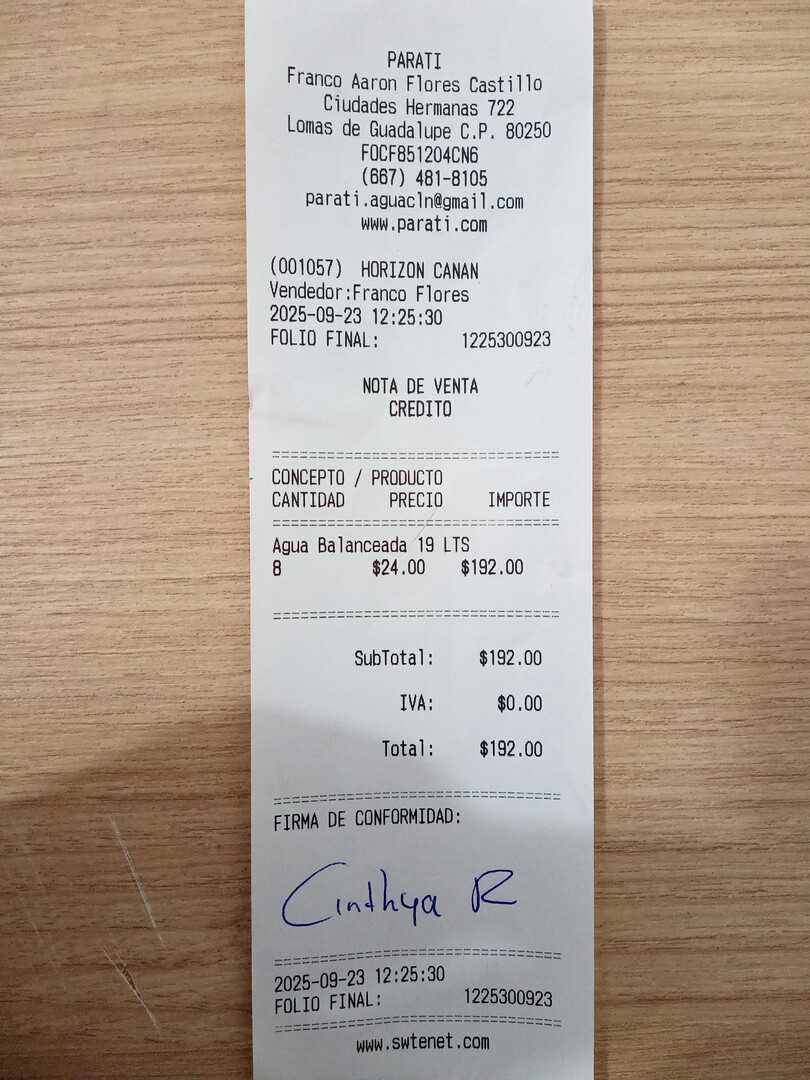 PARATI
Franco Aaron Flores Castillo
Ciudades Hermanas 722
Lomas de Guadalupe C.P. 80250
FOCF851204CN6
(667) 481-8105
parati.aguacln@gmail.com
www.parati.com
(001057) HORIZON CANAN
Vendedor:Franco Flores
2025-09-23 12:25:30
FOLIO FINAL: 1225300923
NOTA DE VENTA
CREDITO
================================
CONCEPTO / PRODUCTO
CANTIDAD PRECIO IMPORTE
================================
Agua Balanceada 19 LTS
8 $24.00 $192.00
================================
SubTotal: $192.00
IVA: $0.00
Total: $192.00
================================
FIRMA DE CONFORMIDAD:
Cinthya R
================================
2025-09-23 12:25:30
FOLIO FINAL: 1225300923
================================
www.swtenet.com